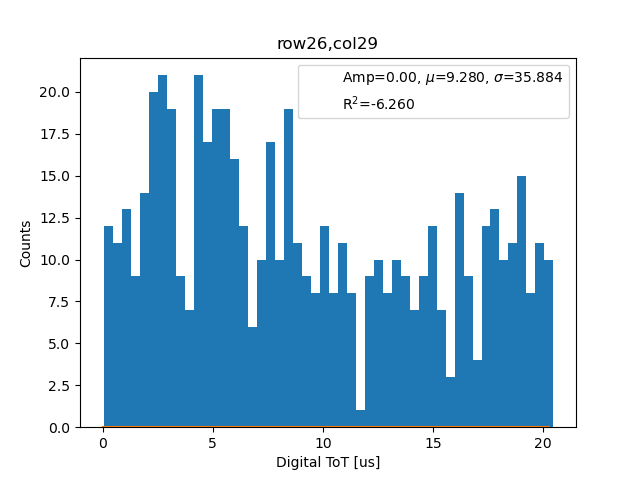 row26,col29
Amp=0.00, μ=9.280, σ=35.884
R²=-6.260
20.0
17.5
15.0
12.5
10.0
7.5
5.0
2.5
0.0
Counts
0 5 10 15 20
Digital ToT [us]